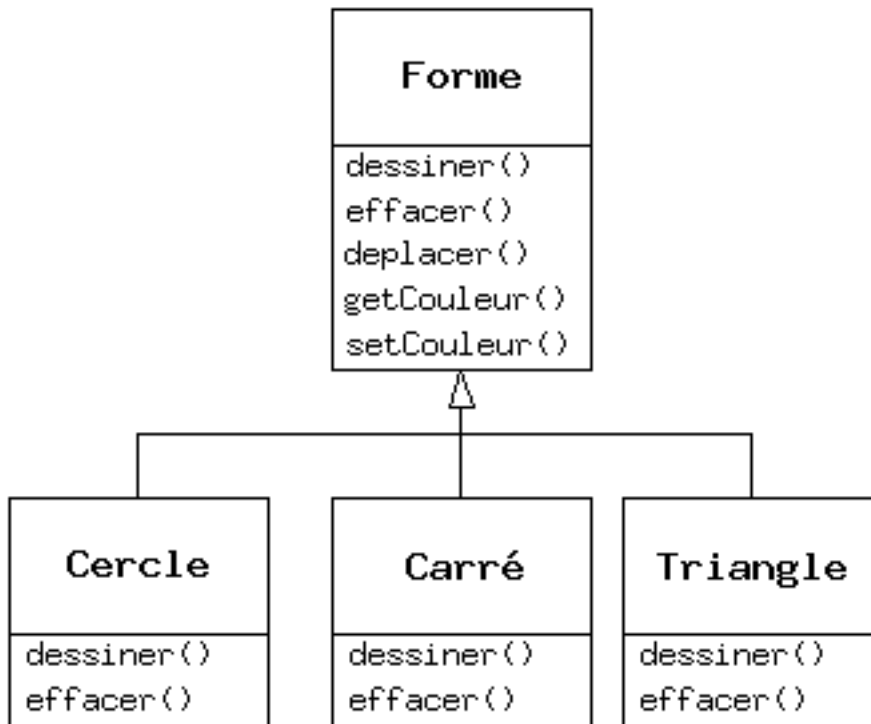 Forme
dessiner()
effacer()
deplacer()
getCouleur()
setCouleur()
Cercle
dessiner()
effacer()
Carré
dessiner()
effacer()
Triangle
dessiner()
effacer()